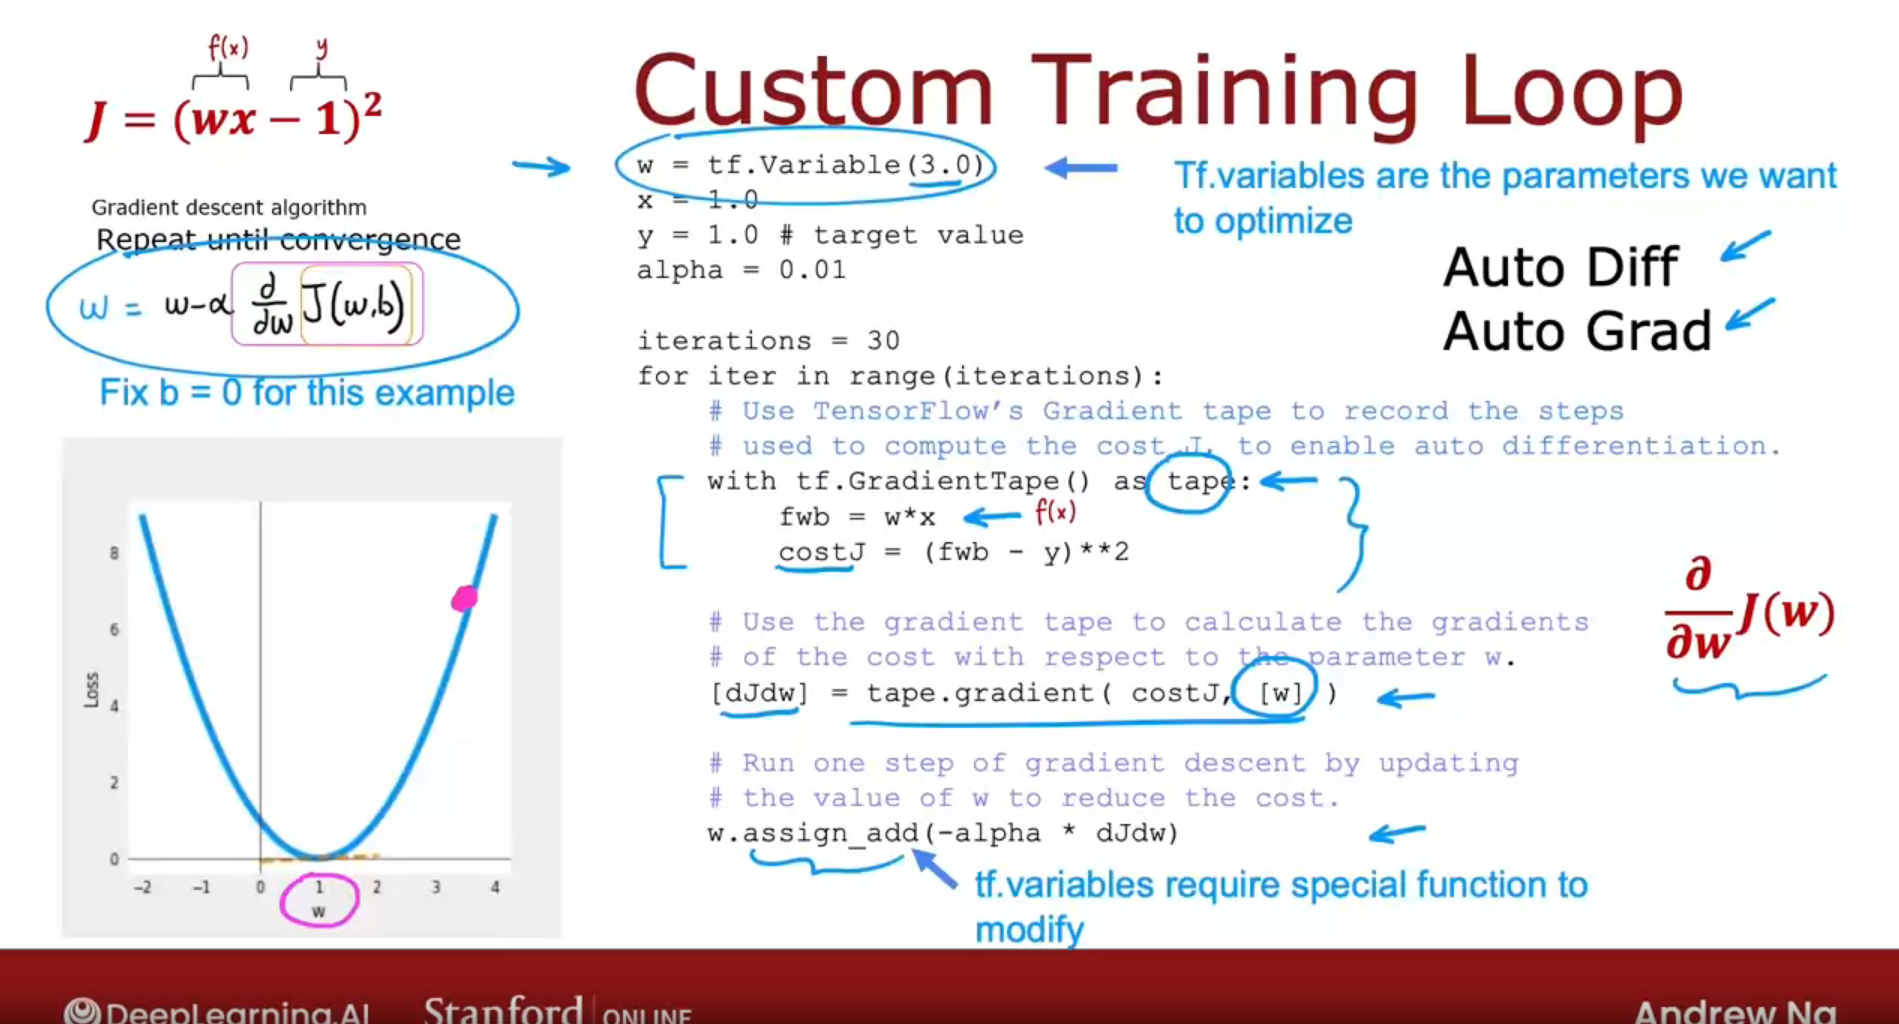 f(x) y
J = (wx − 1)²
Custom Training Loop
Gradient descent algorithm
Repeat until convergence
w = w-α ∂/∂w J(w,b)
Fix b = 0 for this example
w = tf.Variable(3.0)
x = 1.0
y = 1.0 # target value
alpha = 0.01
Tf.variables are the parameters we want
to optimize
Auto Diff
Auto Grad
iterations = 30
for iter in range(iterations):
# Use TensorFlow's Gradient tape to record the steps
# used to compute the cost J, to enable auto differentiation.
with tf.GradientTape() as tape:
fwb = w*x f(x)
costJ = (fwb - y)**2
# Use the gradient tape to calculate the gradients
# of the cost with respect to the parameter w.
[dJdw] = tape.gradient( costJ, [w] )
∂/∂w J(w)
# Run one step of gradient descent by updating
# the value of w to reduce the cost.
w.assign_add(-alpha * dJdw)
tf.variables require special function to
modify
Loss
8
6
4
2
0
-2 -1 0 1 2 3 4
w
DeepLearning.AI Stanford ONLINE Andrew Ng